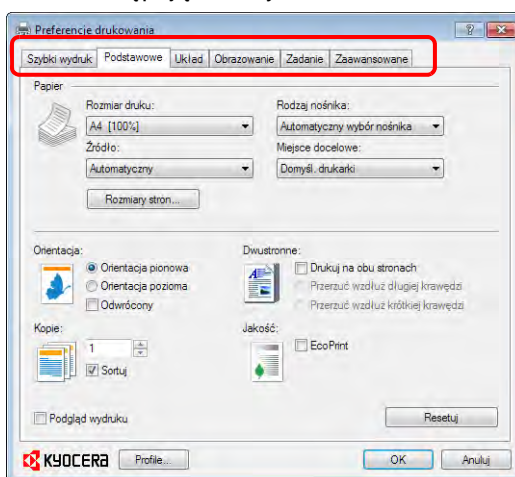 Preferencje drukowania
Szybki wydruk Podstawowe Układ Obrazowanie Zadanie Zaawansowane
Papier
Rozmiar druku: Rodzaj nośnika:
A4 [100%] Automatyczny wybór nośnika
Źródło: Miejsce docelowe:
Automatyczny Domyśl. drukarki
Rozmiary stron...
Orientacja: Dwustronne:
Orientacja pionowa Drukuj na obu stronach
Orientacja pozioma Przerzuć wzdłuż długiej krawędzi
Odwrócony Przerzuć wzdłuż krótkiej krawędzi
Kopie: Jakość:
1 EcoPrint
Sortuj
Podgląd wydruku Resetuj
KYOCERA Profile... OK Anuluj